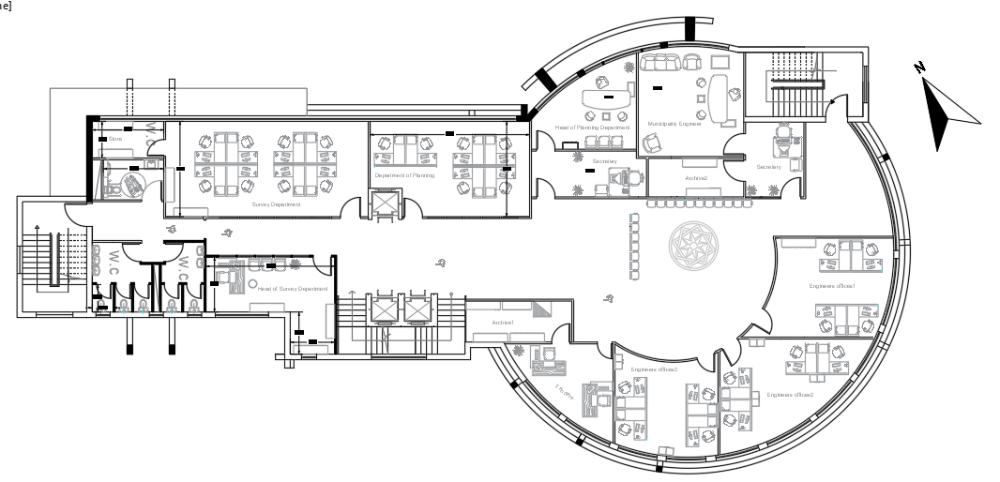 ne]
N
Store
W.c
Head of Planning Department
Municipality Engineer
Secretary
Secretary
Archive2
Department of Planning
Survey Department
W.c
W.c
Head of Survey Department
Engineers offices1
Archive1
Engineers offices3
Engineers offices2